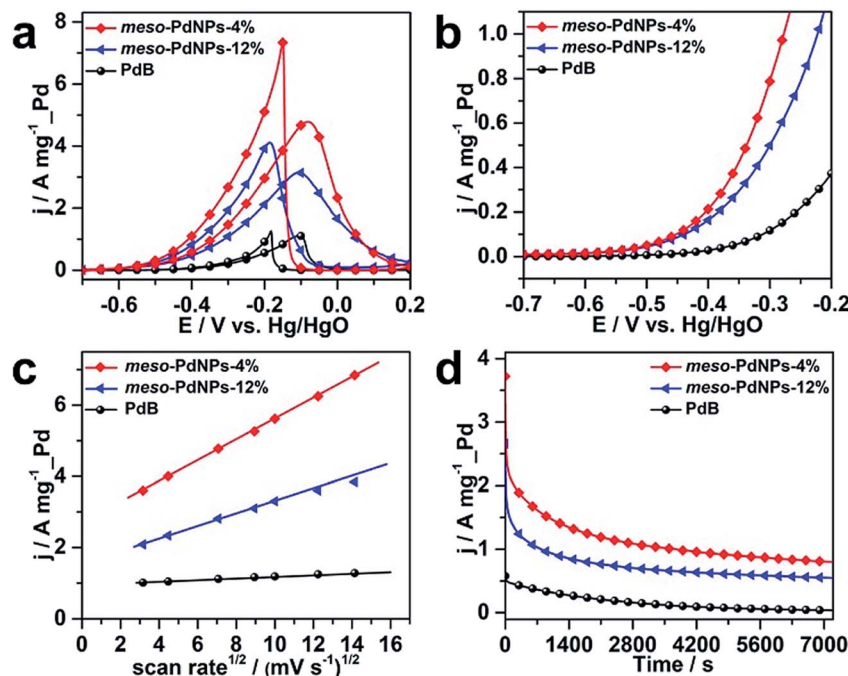 a
meso-PdNPs-4%
meso-PdNPs-12%
PdB
j / A mg-1_Pd
8
6
4
2
0
-0.6 -0.4 -0.2 0.0 0.2
E / V vs. Hg/HgO
b
meso-PdNPs-4%
meso-PdNPs-12%
PdB
j / A mg-1_Pd
1.0
0.8
0.4
0.2
0.0
-0.7 -0.6 -0.5 -0.4 -0.3 -0.2
E / V vs. Hg/HgO
c
meso-PdNPs-4%
meso-PdNPs-12%
PdB
j / A mg-1_Pd
6
4
2
0
0 2 4 6 8 10 12 14 16
scan rate1/2 / (mV s-1)1/2
d
meso-PdNPs-4%
meso-PdNPs-12%
PdB
j / A mg-1_Pd
4
3
2
1
0
0 1400 2800 4200 5600 7000
Time / s